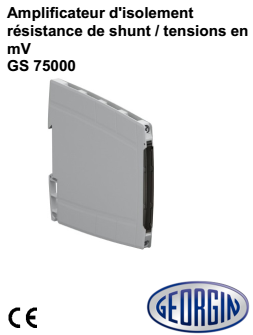 Amplificateur d'isolement
résistance de shunt / tensions en
mV
GS 75000
CE
GEORGIN